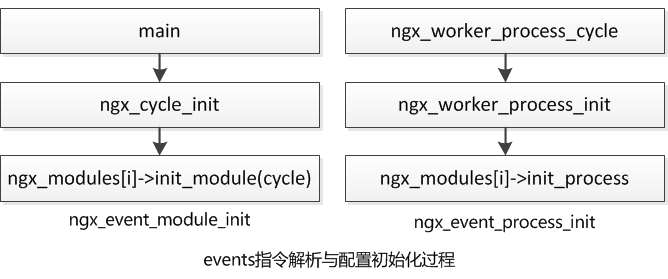 main
ngx_cycle_init
ngx_modules[i]->init_module(cycle)
ngx_event_module_init
ngx_worker_process_cycle
ngx_worker_process_init
ngx_modules[i]->init_process
ngx_event_process_init
events指令解析与配置初始化过程